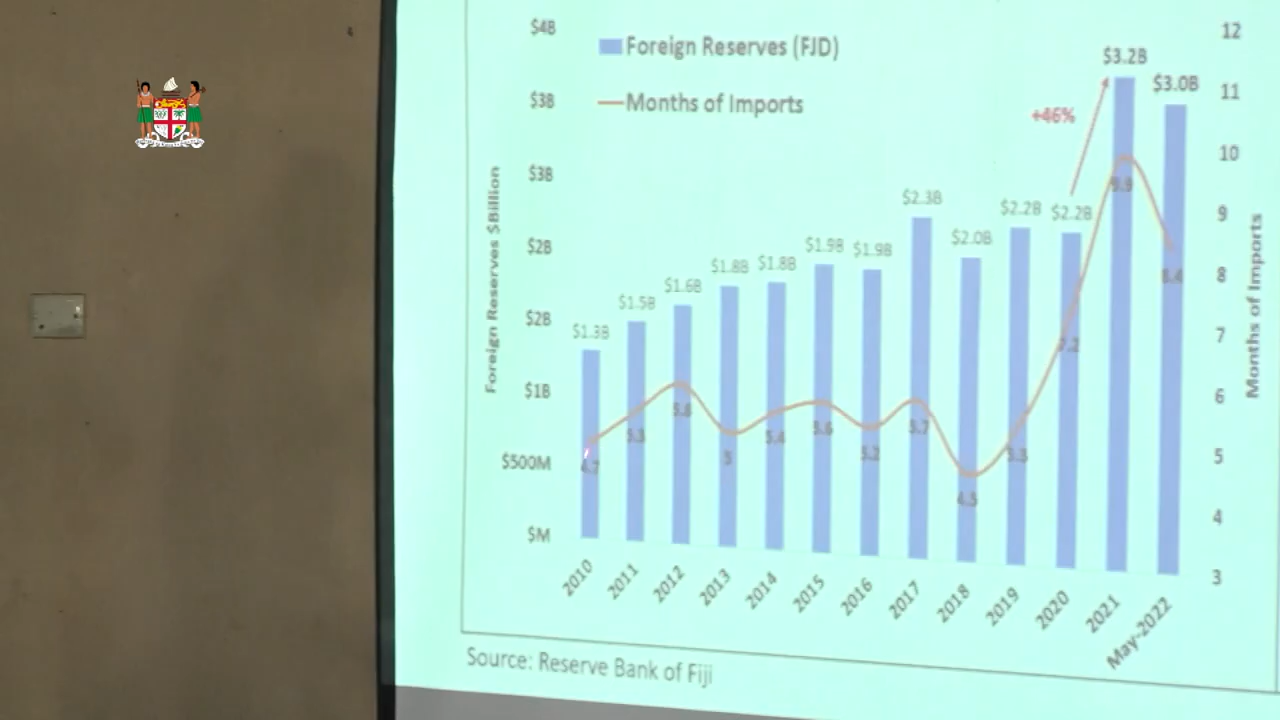 $4B
$3B
$3B
$2B
$2B
$1B
$500M
$M
Foreign Reserves $Billion
Foreign Reserves (FJD)
Months of Imports
+46%
$1.3B
$1.5B
$1.6B
$1.8B
$1.8B
$1.9B
$1.9B
$2.3B
$2.0B
$2.2B
$2.2B
$3.2B
$3.0B
4.7
5.3
5.8
5
5.4
5.6
5.2
5.7
4.5
5.3
7.2
9.9
8.4
12
11
10
9
8
7
6
5
4
3
Months of Imports
2010
2011
2012
2013
2014
2015
2016
2017
2018
2019
2020
2021
May-2022
Source: Reserve Bank of Fiji